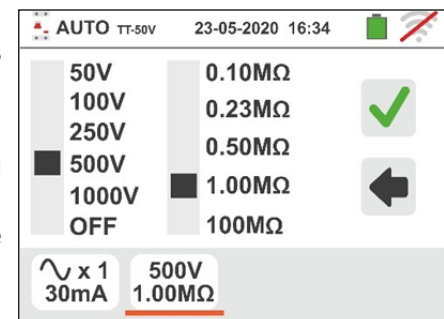 AUTO TT-50V 23-05-2020 16:34
50V
100V
250V
500V
1000V
OFF
0.10MΩ
0.23MΩ
0.50MΩ
1.00MΩ
100MΩ
x 1
30mA
500V
1.00MΩ